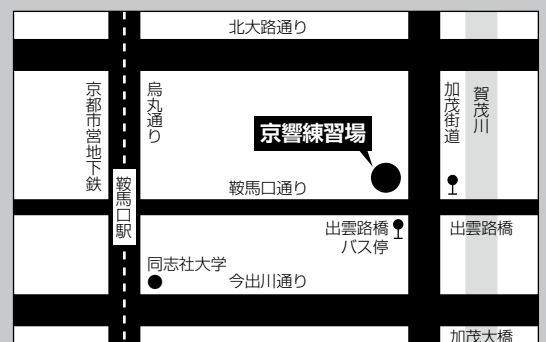 北大路通り
京都市営地下鉄
烏丸通り
加茂街道
賀茂川
京響練習場
鞍馬口駅
鞍馬口通り
出雲路橋
バス停
出雲路橋
同志社大学
今出川通り
加茂大橋